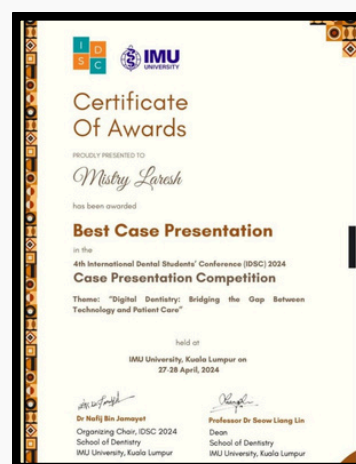 I D
S C
IMU
UNIVERSITY
Certificate
Of Awards
PROUDLY PRESENTED TO
Mistry Laresh
has been awarded
Best Case Presentation
in the
4th International Dental Students' Conference (IDSC) 2024
Case Presentation Competition
Theme: "Digital Dentistry: Bridging the Gap Between
Technology and Patient Care"
held at
IMU University, Kuala Lumpur on
27-28 April, 2024
Dr Nafij Bin Jamayet
Organizing Chair, IDSC 2024
School of Dentistry
IMU University, Kuala Lumpur
Professor Dr Seow Liang Lin
Dean
School of Dentistry
IMU University, Kuala Lumpur